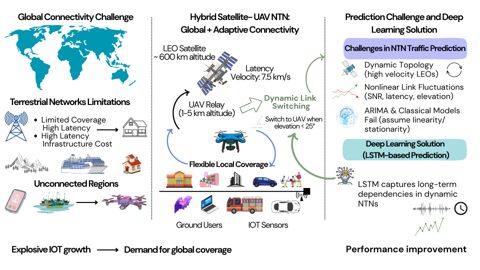 Global Connectivity Challenge
Terrestrial Networks Limitations
• Limited Coverage
High Latency
• High Latency
Infrastructure Cost
Unconnected Regions
Explosive IOT growth
Demand for global coverage
Hybrid Satellite- UAV NTN:
Global + Adaptive Connectivity
LEO Satellite
~ 600 km altitude
Latency
Velocity: 7.5 km/s
UAV Relay
(1-5 km altitude)
Dynamic Link
Switching
Switch to UAV when
elevation < 25°
Flexible Local Coverage
Ground Users
IOT Sensors
Prediction Challenge and Deep
Learning Solution
Challenges in NTN Traffic Prediction
Dynamic Topology
(high velocity LEOs)
Nonlinear Link Fluctuations
(SNR, latency, elevation)
ARIMA & Classical Models
Fail (assume linearity/
stationarity)
Deep Learning Solution
(LSTM-based Prediction)
LSTM captures long-term
dependencies in dynamic
NTNs
Performance improvement